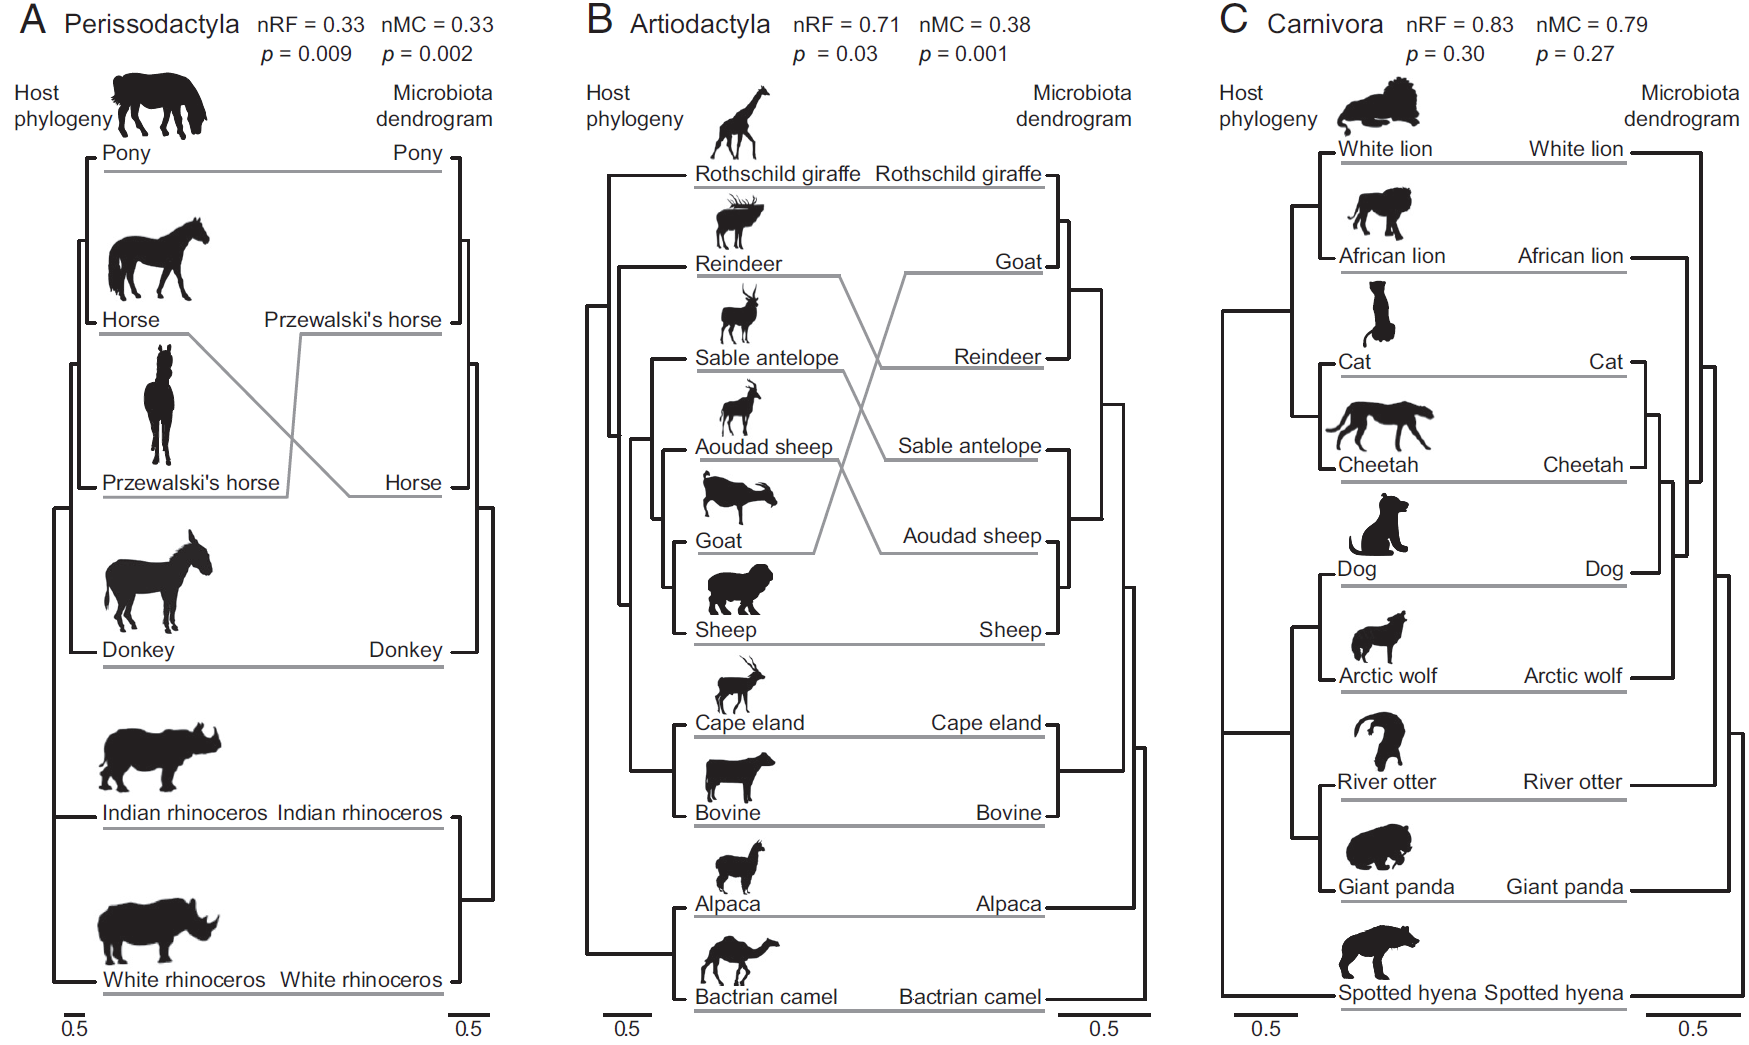 A Perissodactyla nRF = 0.33 nMC = 0.33
p = 0.009 p = 0.002
Host phylogeny
Microbiota dendrogram
Pony Pony
Horse Przewalski's horse
Przewalski's horse Horse
Donkey Donkey
Indian rhinoceros Indian rhinoceros
White rhinoceros White rhinoceros
0.5 0.5
B Artiodactyla nRF = 0.71 nMC = 0.38
p = 0.03 p = 0.001
Host phylogeny
Microbiota dendrogram
Rothschild giraffe Rothschild giraffe
Reindeer Goat
Sable antelope Reindeer
Aoudad sheep Sable antelope
Goat Aoudad sheep
Sheep Sheep
Cape eland Cape eland
Bovine Bovine
Alpaca Alpaca
Bactrian camel Bactrian camel
0.5 0.5
C Carnivora nRF = 0.83 nMC = 0.79
p = 0.30 p = 0.27
Host phylogeny
Microbiota dendrogram
White lion White lion
African lion African lion
Cat Cat
Cheetah Cheetah
Dog Dog
Arctic wolf Arctic wolf
River otter River otter
Giant panda Giant panda
Spotted hyena Spotted hyena
0.5 0.5